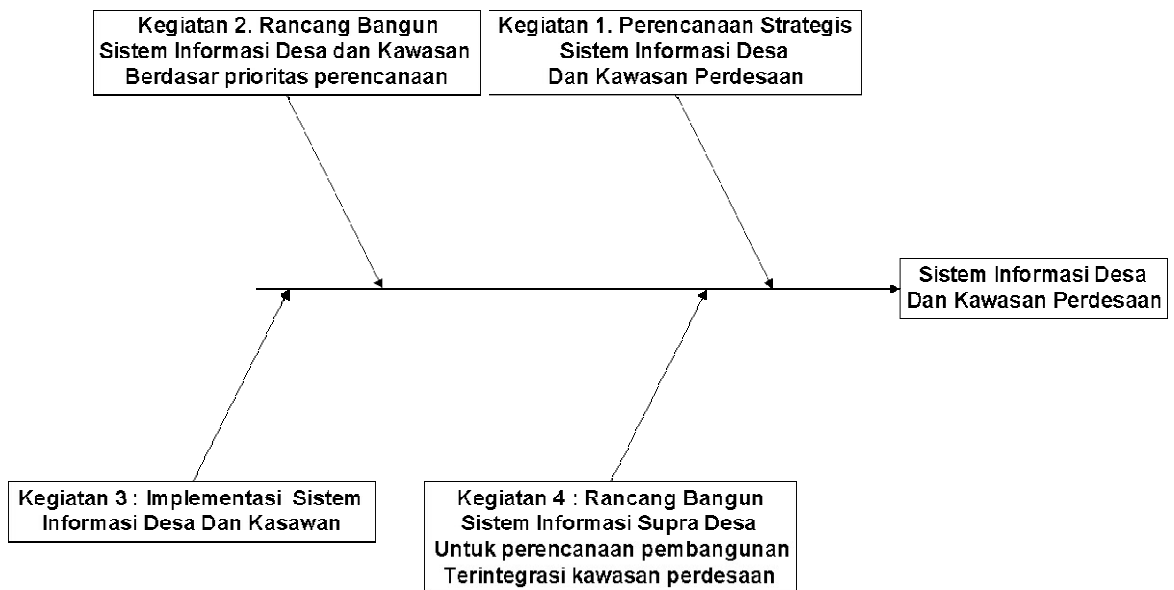 Kegiatan 2. Rancang Bangun
Sistem Informasi Desa dan Kawasan
Berdasar prioritas perencanaan
Kegiatan 1. Perencanaan Strategis
Sistem Informasi Desa
Dan Kawasan Perdesaan
Sistem Informasi Desa
Dan Kawasan Perdesaan
Kegiatan 3 : Implementasi Sistem
Informasi Desa Dan Kasawan
Kegiatan 4 : Rancang Bangun
Sistem Informasi Supra Desa
Untuk perencanaan pembangunan
Terintegrasi kawasan perdesaan